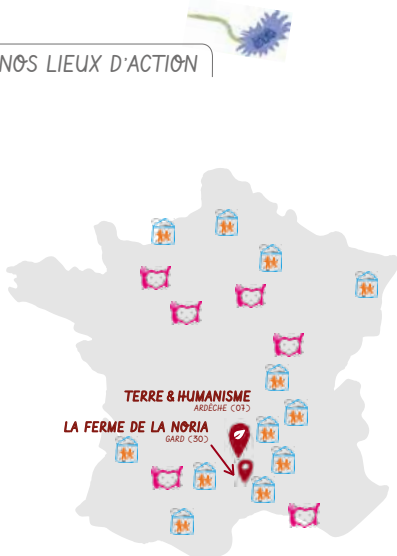 NOS LIEUX D'ACTION
TERRE & HUMANISME
ARDÈCHE (07)
LA FERME DE LA NORIA
GARD (30)